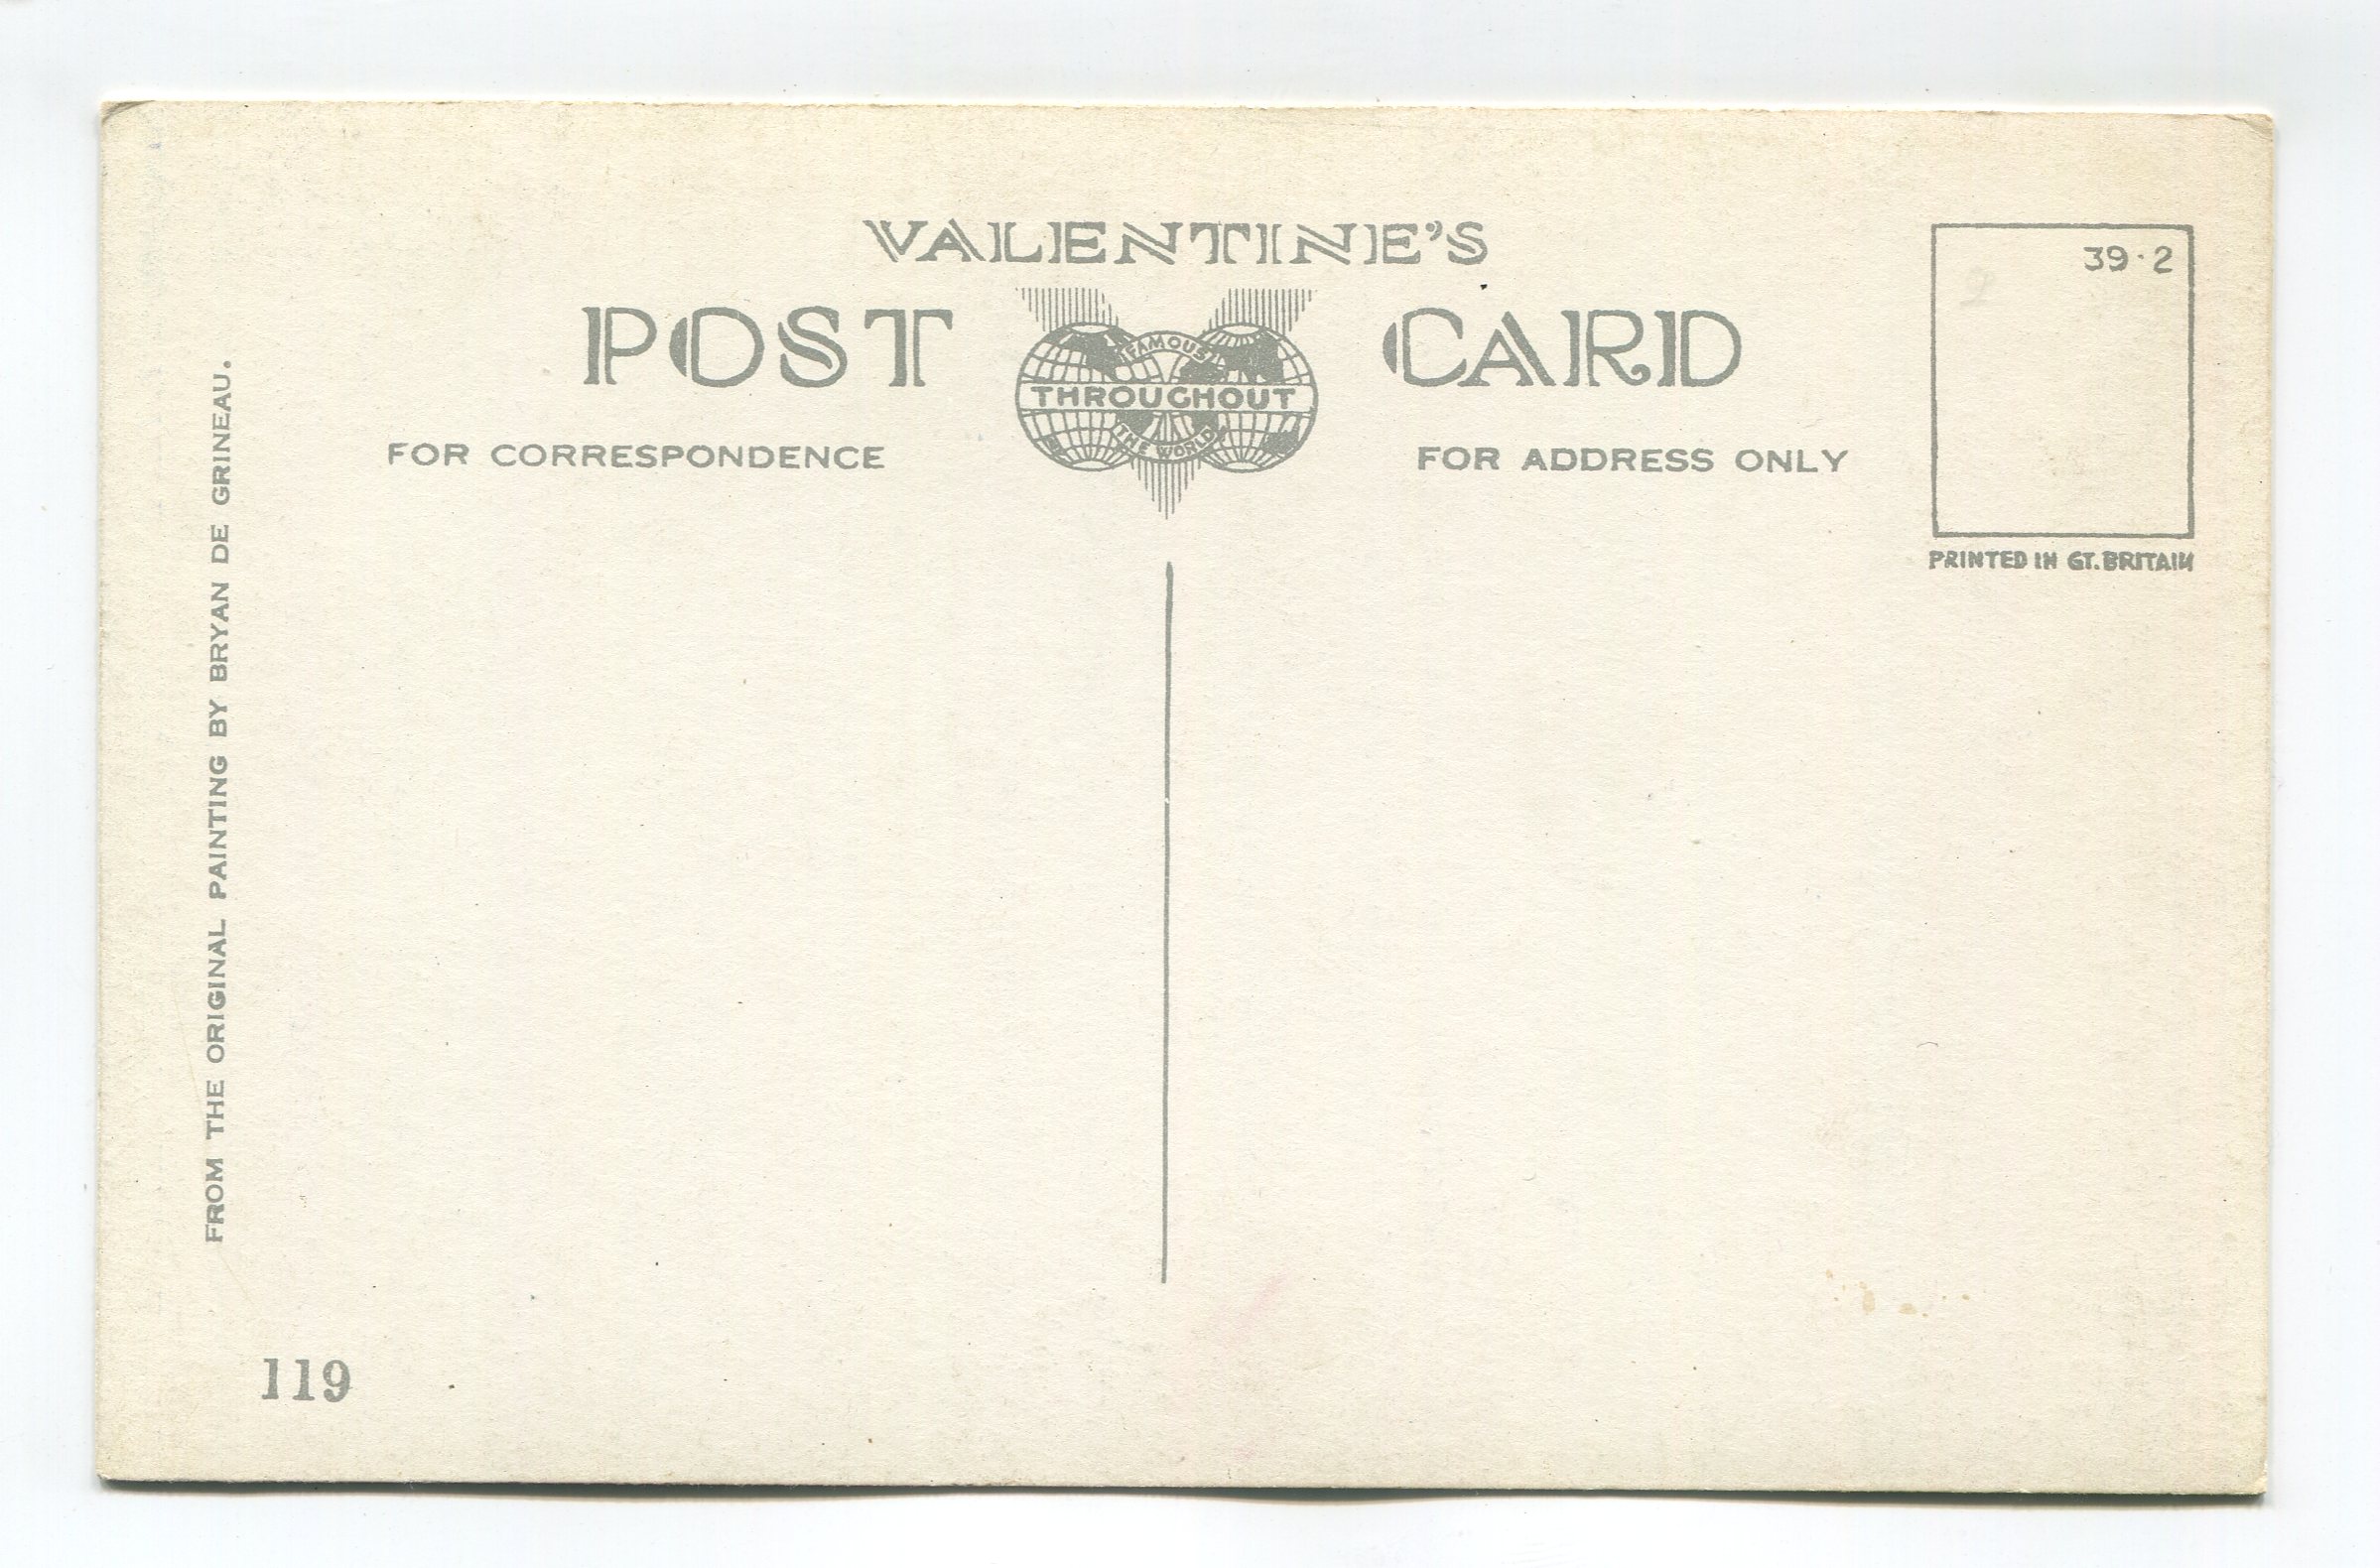 VALENTINE'S
POST CARD
FAMOUS
THROUGHOUT
THE WORLD
FOR CORRESPONDENCE
FOR ADDRESS ONLY
39·2
PRINTED IN GT. BRITAIN
FROM THE ORIGINAL PAINTING BY BRYAN DE GRINEAU.
119